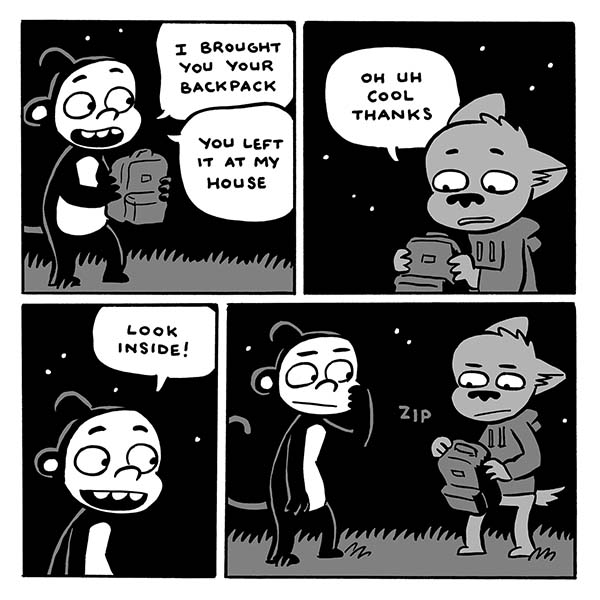 I BROUGHT
YOU YOUR
BACKPACK
YOU LEFT
IT AT MY
HOUSE
OH UH
COOL
THANKS
LOOK
INSIDE!
ZIP